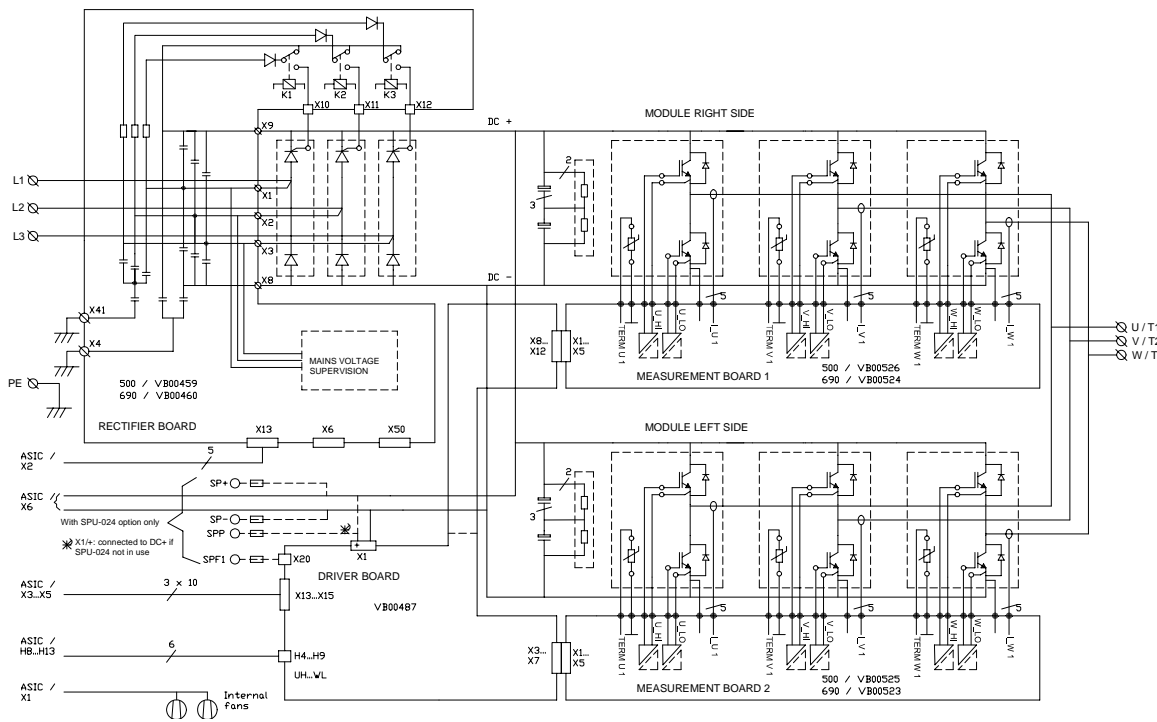 K1
K2
K3
X10
X11
X12
X9
DC +
MODULE RIGHT SIDE
L1
L2
L3
X1
X2
X3
X8
DC -
2
3
5
5
5
X41
X4
PE
500 / VB00459
690 / VB00460
RECTIFIER BOARD
MAINS VOLTAGE
SUPERVISION
X8...
X12
X1...
X5
TERM U 1
U_HI
U_LO
I_U 1
TERM V 1
V_HI
V_LO
I_V 1
TERM W 1
W_HI
W_LO
I_W 1
MEASUREMENT BOARD 1
500 / VB00526
690 / VB00524
U / T1
V / T2
W / T
X13
X6
X50
MODULE LEFT SIDE
ASIC /
X2
5
ASIC /
X6
SP+
SP-
SPP
SPF1
With SPU-024 option only
X1/+: connected to DC+ if
SPU-024 not in use
X20
+
X1
DRIVER BOARD
VB00487
2
3
5
5
5
ASIC /
X3...X5
3 x 10
X13...X15
ASIC /
H8...H13
6
H4...H9
UH...WL
ASIC /
X1
Internal
fans
X3...
X7
X1...
X5
TERM U 1
U_HI
U_LO
I_U 1
TERM V 1
V_HI
V_LO
I_V 1
TERM W 1
W_HI
W_LO
I_W 1
MEASUREMENT BOARD 2
500 / VB00525
690 / VB00523